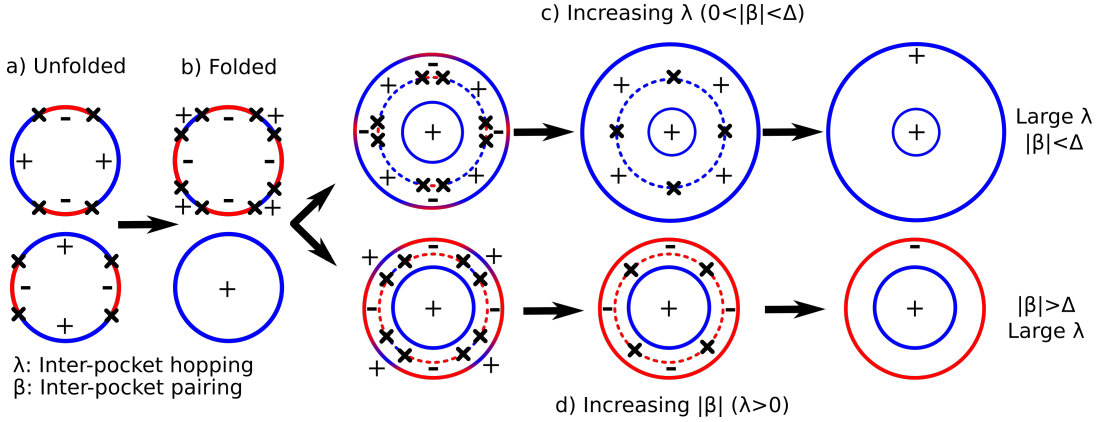 c) Increasing λ (0<|β|<Δ)
a) Unfolded
b) Folded
Large λ
|β|<Δ
|β|>Δ
Large λ
λ: Inter-pocket hopping
β: Inter-pocket pairing
d) Increasing |β| (λ>0)